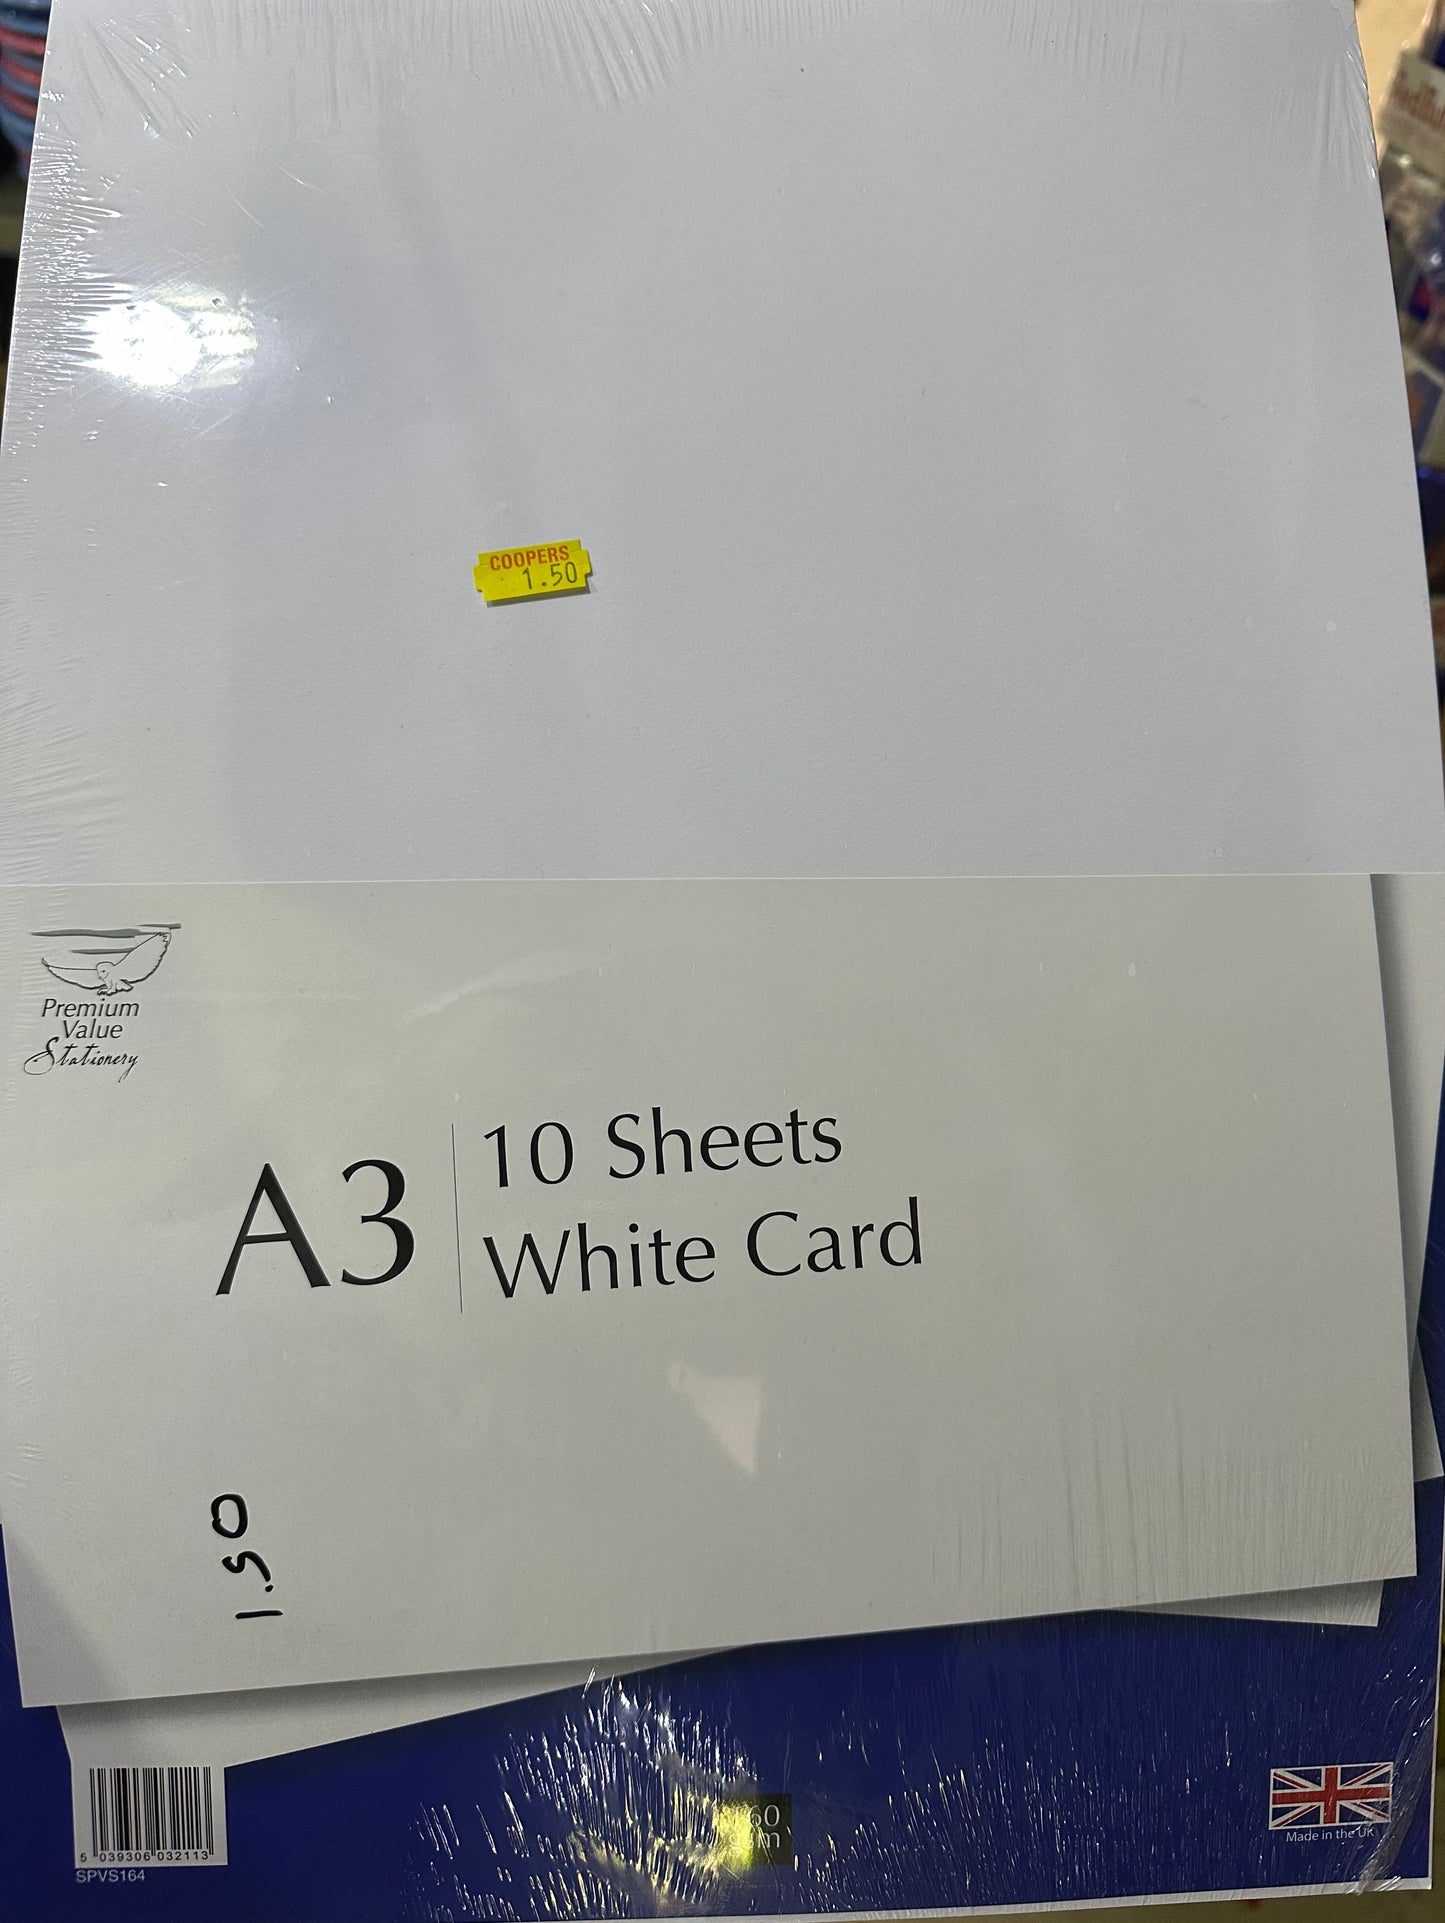 COOPERS
1.50
Premium
Value
Stationery
A3
10 Sheets
White Card
1.50
5 039306 032113
SPVS164
Made in the UK